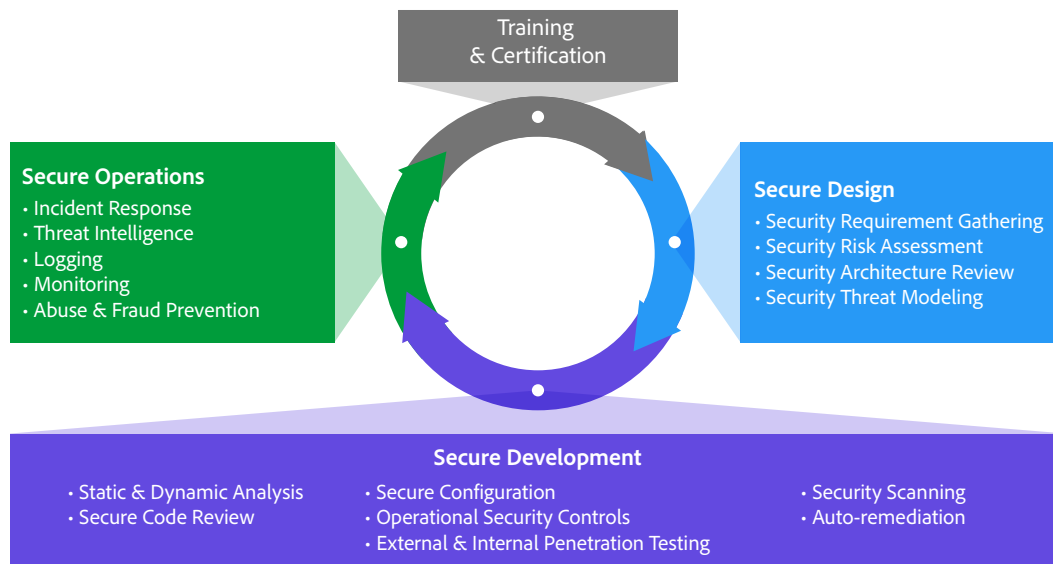 Training
& Certification
Secure Operations
• Incident Response
• Threat Intelligence
• Logging
• Monitoring
• Abuse & Fraud Prevention
Secure Design
• Security Requirement Gathering
• Security Risk Assessment
• Security Architecture Review
• Security Threat Modeling
Secure Development
• Static & Dynamic Analysis
• Secure Code Review
• Secure Configuration
• Operational Security Controls
• External & Internal Penetration Testing
• Security Scanning
• Auto-remediation